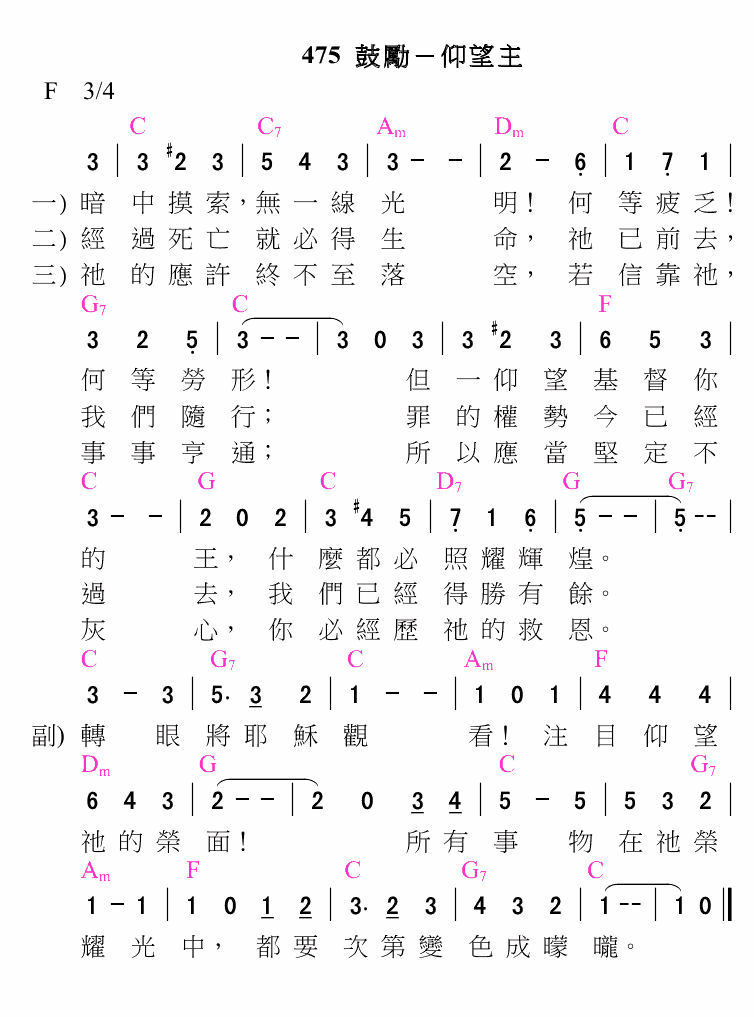 475 鼓勵－仰望主
F 3/4
C C7 Am Dm C
3 | 3 #2 3 | 5 4 3 | 3 - - | 2 - 6̣ | 1 7̣ 1 |
一) 暗 中 摸 索，無 一 線 光 明！ 何 等 疲 乏！
二) 經 過 死 亡 就 必 得 生 命， 祂 已 前 去，
三) 祂 的 應 許 終 不 至 落 空， 若 信 靠 祂，
G7 C F
3 2 5̣ | 3 - - | 3 0 3 | 3 #2 3 | 6 5 3 |
何 等 勞 形！ 但 一 仰 望 基 督 你
我 們 隨 行； 罪 的 權 勢 今 已 經
事 事 亨 通； 所 以 應 當 堅 定 不
C G C D7 G G7
3 - - | 2 0 2 | 3 #4 5 | 7̣ 1 6̣ | 5̣ - - | 5̣ - - |
的 王， 什 麼 都 必 照 耀 輝 煌。
過 去， 我 們 已 經 得 勝 有 餘。
灰 心， 你 必 經 歷 祂 的 救 恩。
C G7 C Am F
3 - 3 | 5. 3 2 | 1 - - | 1 0 1 | 4 4 4 |
副) 轉 眼 將 耶 穌 觀 看！ 注 目 仰 望
Dm G C G7
6 4 3 | 2 - - | 2 0 3 4 | 5 - 5 | 5 3 2 |
祂 的 榮 面！ 所 有 事 物 在 祂 榮
Am F C G7 C
1 - 1 | 1 0 1 2 | 3. 2 3 | 4 3 2 | 1 - - | 1 0 ‖
耀 光 中， 都 要 次 第 變 色 成 曚 曨。